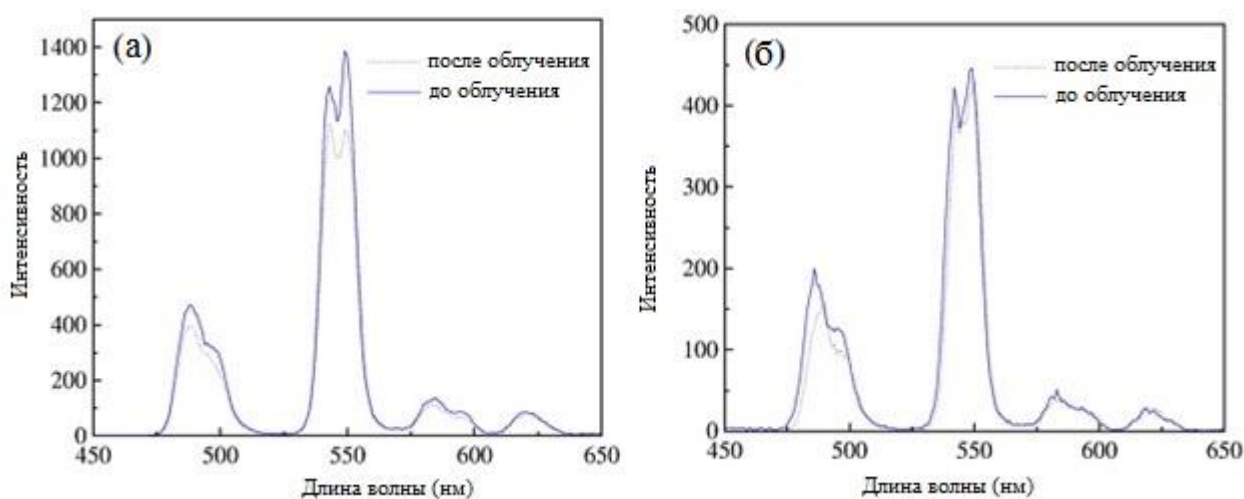 (а)
после облучения
до облучения
1400
1200
1000
800
600
400
200
0
450
500
550
600
650
Интенсивность
Длина волны (нм)
(б)
после облучения
до облучения
500
400
300
200
100
0
450
500
550
600
650
Интенсивность
Длина волны (нм)